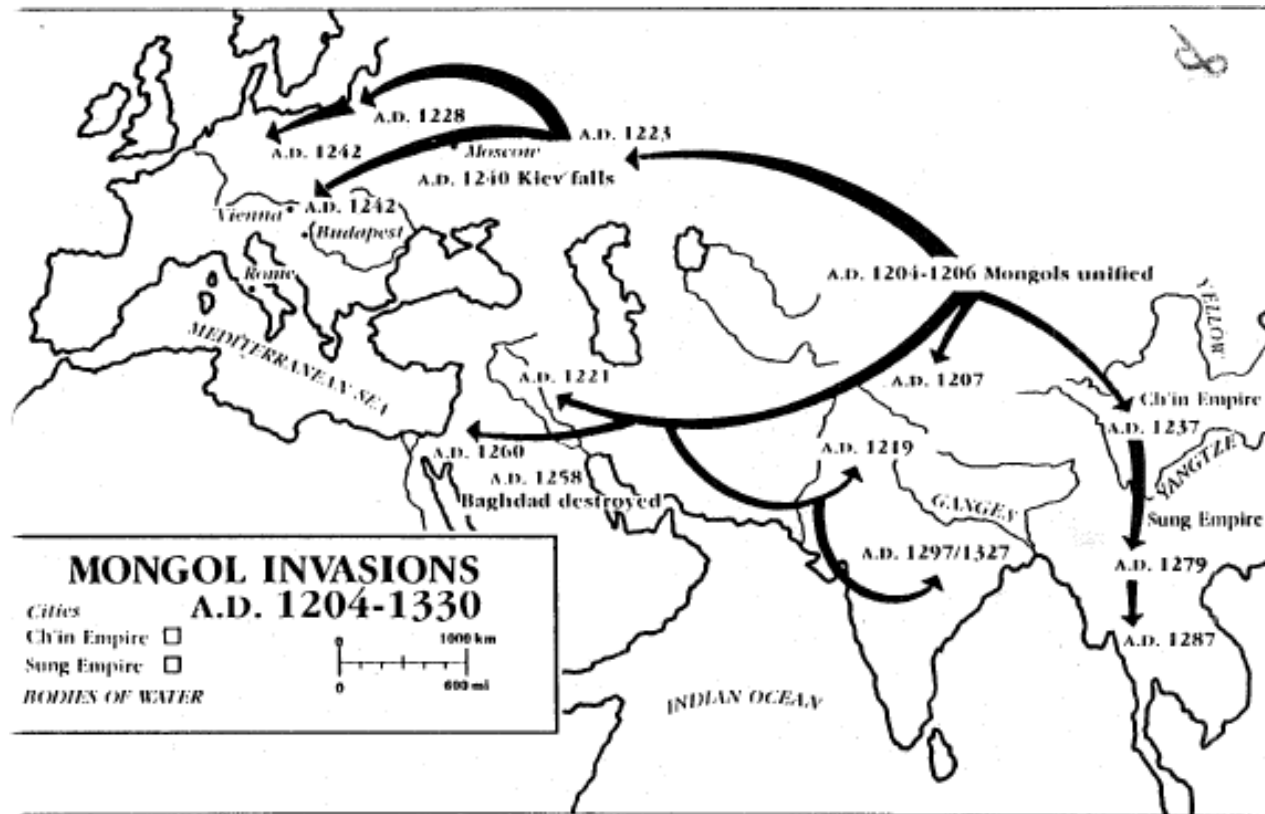 A.D. 1228
A.D. 1223
A.D. 1242
Moscow
A.D. 1240 Kiev falls
Vienna
A.D. 1242
Budapest
Rome
A.D. 1204-1206 Mongols unified
YELLOW
MEDITERRANEAN SEA
A.D. 1221
A.D. 1207
Ch'in Empire
A.D. 1237
A.D. 1260
A.D. 1219
YANGTZE
A.D. 1258
Baghdad destroyed
GANGES
Sung Empire
A.D. 1297/1327
A.D. 1279
A.D. 1287
INDIAN OCEAN
MONGOL INVASIONS
A.D. 1204-1330
Cities
Ch'in Empire
Sung Empire
BODIES OF WATER
0 1000 km
0 600 mi